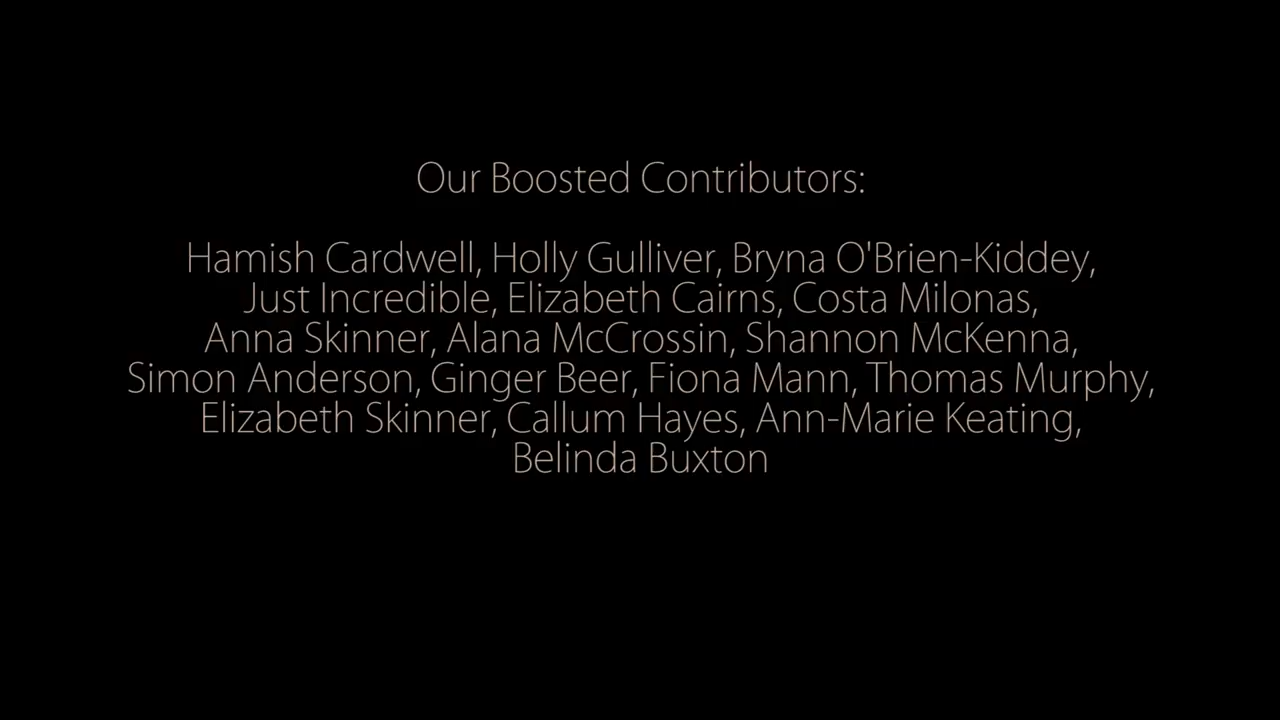 Our Boosted Contributors:
Hamish Cardwell, Holly Gulliver, Bryna O'Brien-Kiddey,
Just Incredible, Elizabeth Cairns, Costa Milonas,
Anna Skinner, Alana McCrossin, Shannon McKenna,
Simon Anderson, Ginger Beer, Fiona Mann, Thomas Murphy,
Elizabeth Skinner, Callum Hayes, Ann-Marie Keating,
Belinda Buxton